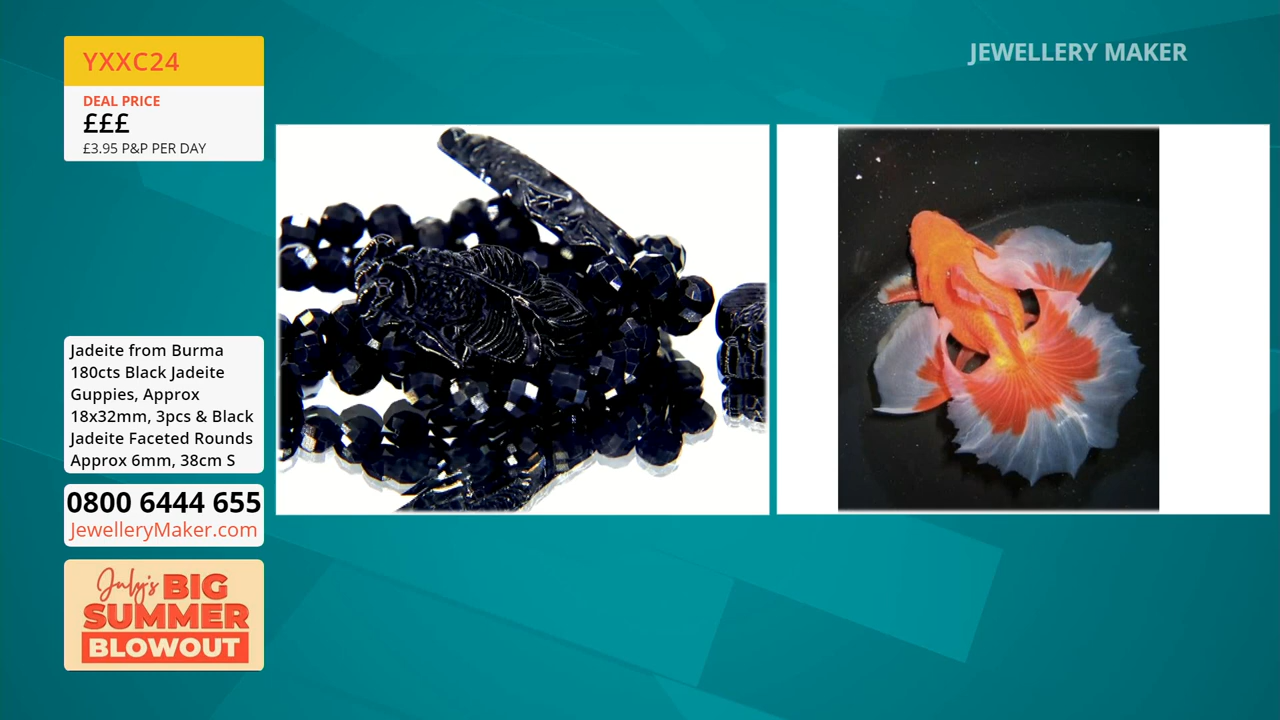 YXXC24
DEAL PRICE
£££
£3.95 P&P PER DAY
JEWELLERY MAKER
Jadeite from Burma
180cts Black Jadeite
Guppies, Approx
18x32mm, 3pcs & Black
Jadeite Faceted Rounds
Approx 6mm, 38cm S
0800 6444 655
JewelleryMaker.com
July's BIG
SUMMER
BLOWOUT